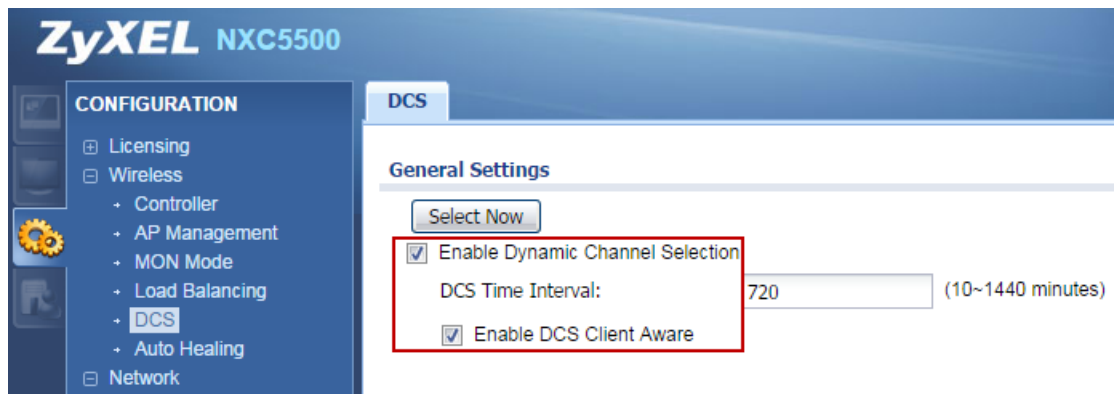 ZyXEL NXC5500
CONFIGURATION
Licensing
Wireless
Controller
AP Management
MON Mode
Load Balancing
DCS
Auto Healing
Network
DCS
General Settings
Select Now
Enable Dynamic Channel Selection
DCS Time Interval: 720 (10~1440 minutes)
Enable DCS Client Aware